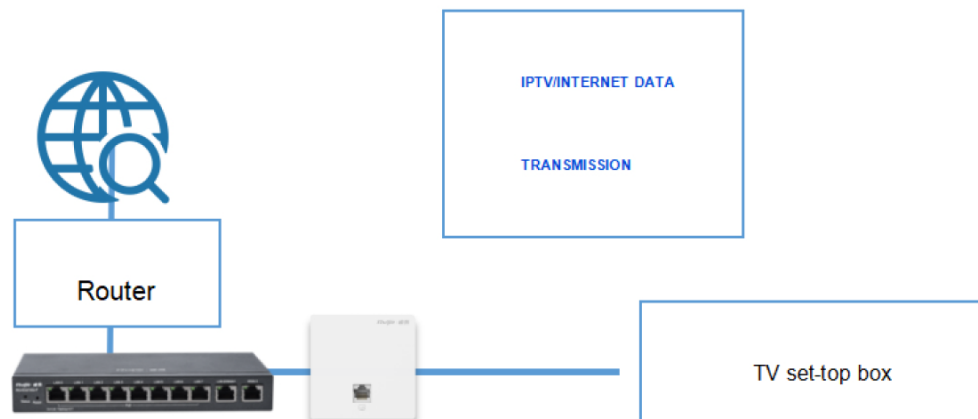 IPTV/INTERNET DATA
TRANSMISSION
Router
TV set-top box